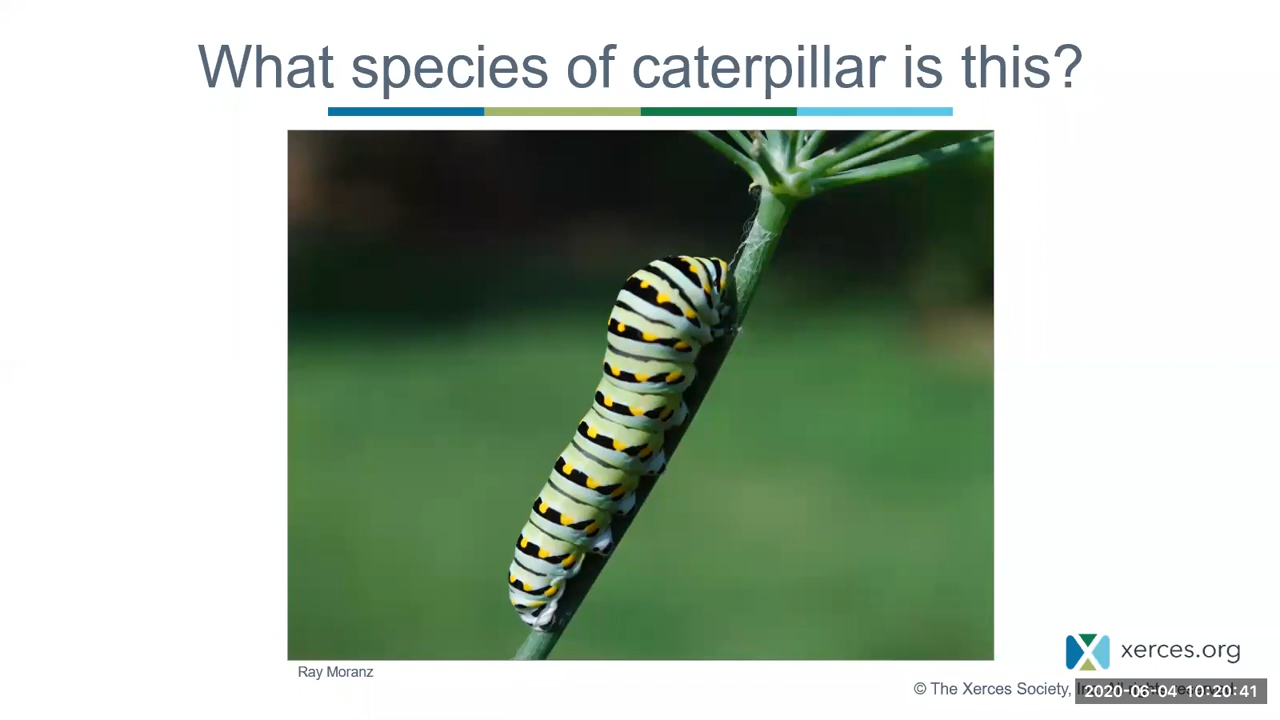 What species of caterpillar is this?
Ray Moranz
xerces.org
© The Xerces Society,
2020-06-04 10:20:41